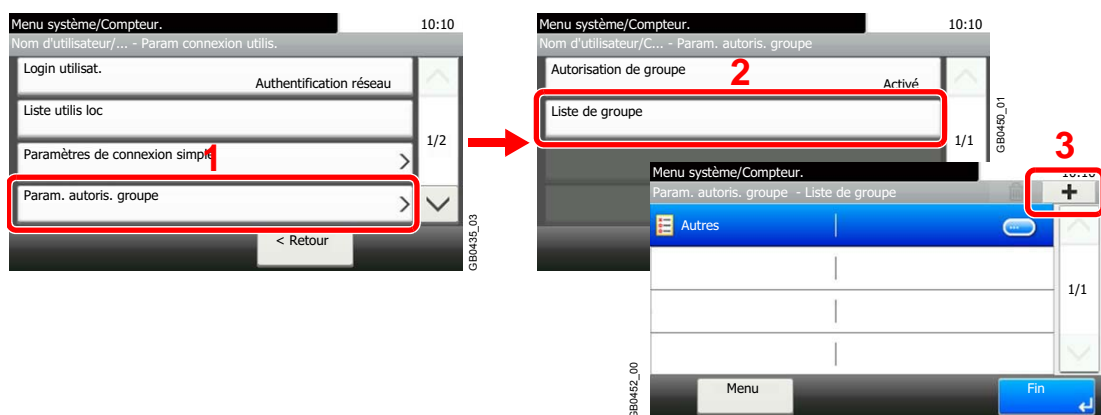 Menu système/Compteur. 10:10
Nom d'utilisateur/... - Param connexion utilis.
Login utilisat.
Authentification réseau
Liste utilis loc
1/2
Paramètres de connexion simple
1
Param. autoris. groupe
< Retour
GB0435_03
Menu système/Compteur. 10:10
Nom d'utilisateur/C... - Param. autoris. groupe
Autorisation de groupe
2
Activé
Liste de groupe
1/1
GB0450_01
3
Menu système/Compteur. 10:10
Param. autoris. groupe - Liste de groupe
+
Autres
1/1
Menu
Fin
GB0452_00